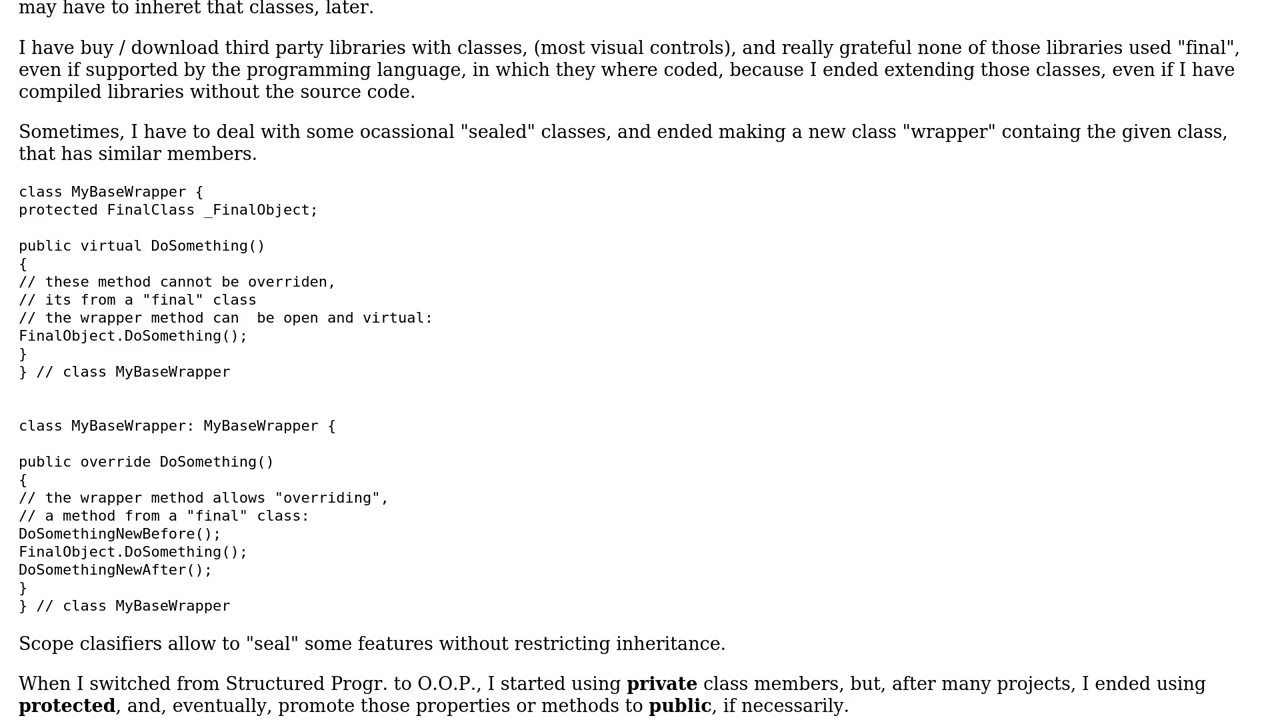 may have to inheret that classes, later.
I have buy / download third party libraries with classes, (most visual controls), and really grateful none of those libraries used "final",
even if supported by the programming language, in which they where coded, because I ended extending those classes, even if I have
compiled libraries without the source code.
Sometimes, I have to deal with some ocassional "sealed" classes, and ended making a new class "wrapper" containg the given class,
that has similar members.
class MyBaseWrapper {
protected FinalClass _FinalObject;
public virtual DoSomething()
{
// these method cannot be overriden,
// its from a "final" class
// the wrapper method can  be open and virtual:
FinalObject.DoSomething();
}
} // class MyBaseWrapper
class MyBaseWrapper: MyBaseWrapper {
public override DoSomething()
{
// the wrapper method allows "overriding",
// a method from a "final" class:
DoSomethingNewBefore();
FinalObject.DoSomething();
DoSomethingNewAfter();
}
} // class MyBaseWrapper
Scope clasifiers allow to "seal" some features without restricting inheritance.
When I switched from Structured Progr. to O.O.P., I started using private class members, but, after many projects, I ended using
protected, and, eventually, promote those properties or methods to public, if necessarily.